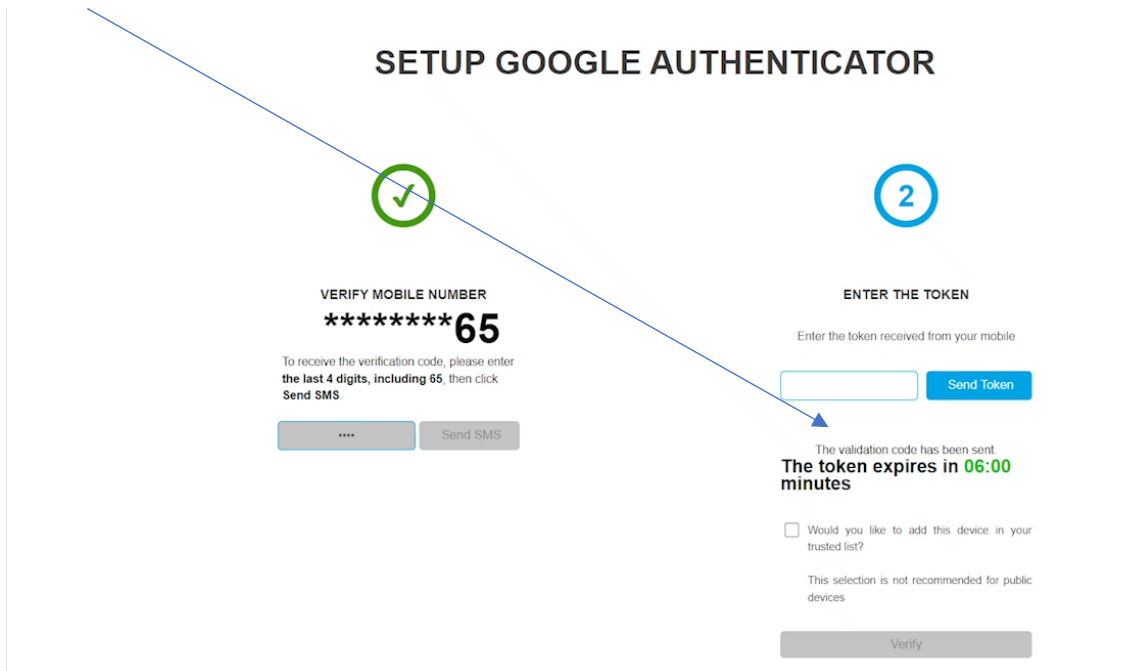 SETUP GOOGLE AUTHENTICATOR
2
VERIFY MOBILE NUMBER
********65
To receive the verification code, please enter
the last 4 digits, including 65, then click
Send SMS.
•••• Send SMS
ENTER THE TOKEN
Enter the token received from your mobile
Send Token
The validation code has been sent.
The token expires in 06:00
minutes
Would you like to add this device in your
trusted list?
This selection is not recommended for public
devices
Verify